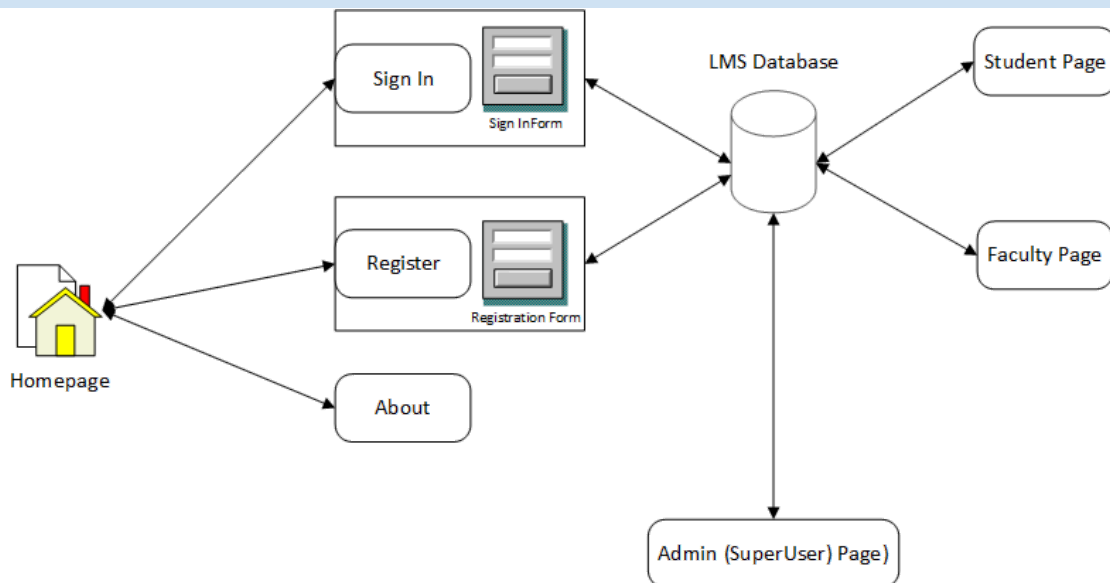 Sign In
Sign InForm
LMS Database
Student Page
Register
Registration Form
Faculty Page
Homepage
About
Admin (SuperUser) Page)